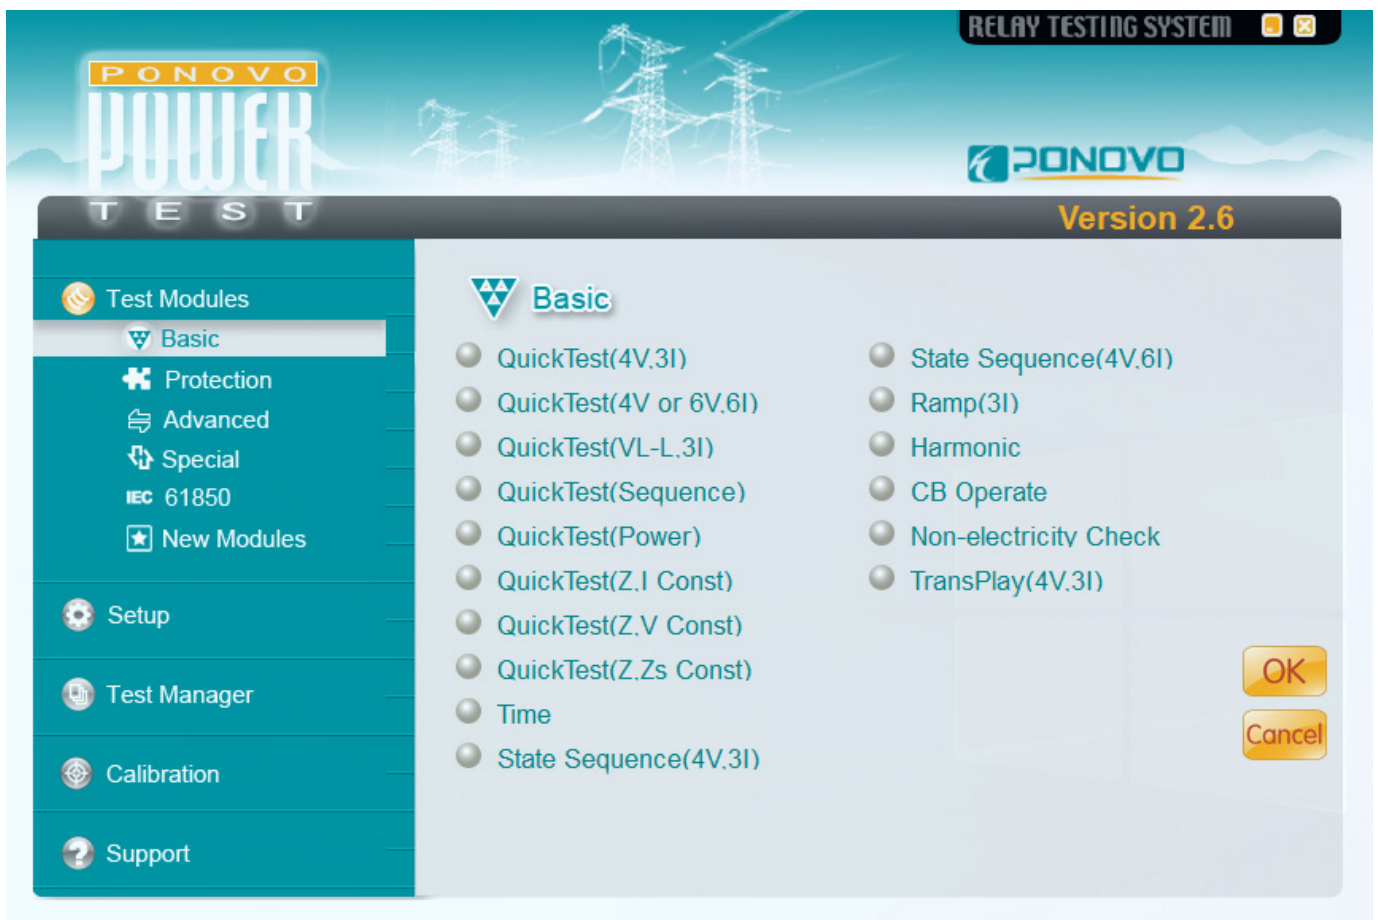 RELAY TESTING SYSTEM
PONOVO
POWER
TEST
PONOVO
Version 2.6
Test Modules
Basic
Protection
Advanced
Special
IEC 61850
New Modules
Setup
Test Manager
Calibration
Support
Basic
QuickTest(4V,3I)
QuickTest(4V or 6V,6I)
QuickTest(VL-L,3I)
QuickTest(Sequence)
QuickTest(Power)
QuickTest(Z,I Const)
QuickTest(Z,V Const)
QuickTest(Z,Zs Const)
Time
State Sequence(4V,3I)
State Sequence(4V,6I)
Ramp(3I)
Harmonic
CB Operate
Non-electricity Check
TransPlay(4V,3I)
OK
Cancel